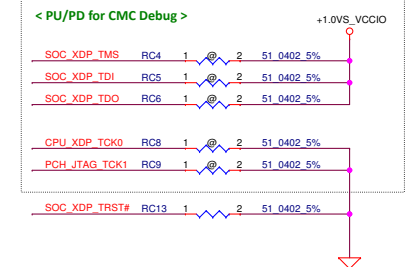 < PU/PD for CMC Debug >
+1.0VS_VCCIO
SOC_XDP_TMS RC4 1 @ 2 51_0402_5%
SOC_XDP_TDI RC5 1 @ 2 51_0402_5%
SOC_XDP_TDO RC6 1 @ 2 51_0402_5%
CPU_XDP_TCK0 RC8 1 @ 2 51_0402_5%
PCH_JTAG_TCK1 RC9 1 @ 2 51_0402_5%
SOC_XDP_TRST# RC13 1 2 51_0402_5%